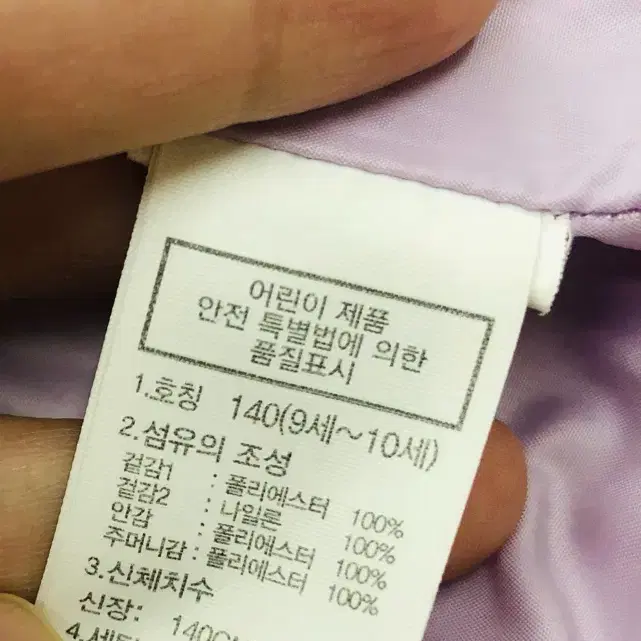 어린이 제품
안전 특별법에 의한
품질표시
1.호칭 140(9세~10세)
2.섬유의 조성
겉감1 : 폴리에스터 100%
겉감2 : 나일론 100%
안감 : 폴리에스터 100%
주머니감 : 폴리에스터 100%
3.신체치수
신장: 140